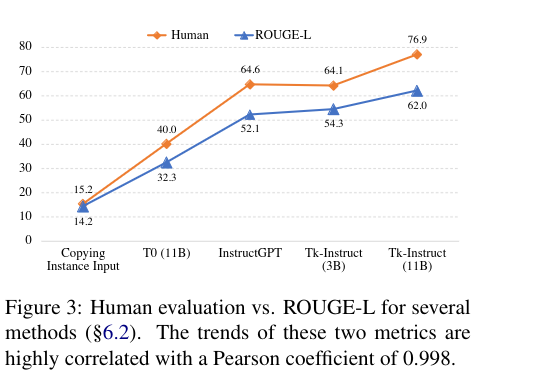 Human ROUGE-L
80
70
60
50
40
30
20
10
0
15.2
14.2
40.0
32.3
64.6
52.1
64.1
54.3
76.9
62.0
Copying
Instance Input
T0 (11B)
InstructGPT
Tk-Instruct
(3B)
Tk-Instruct
(11B)
Figure 3: Human evaluation vs. ROUGE-L for several
methods (§6.2). The trends of these two metrics are
highly correlated with a Pearson coefficient of 0.998.